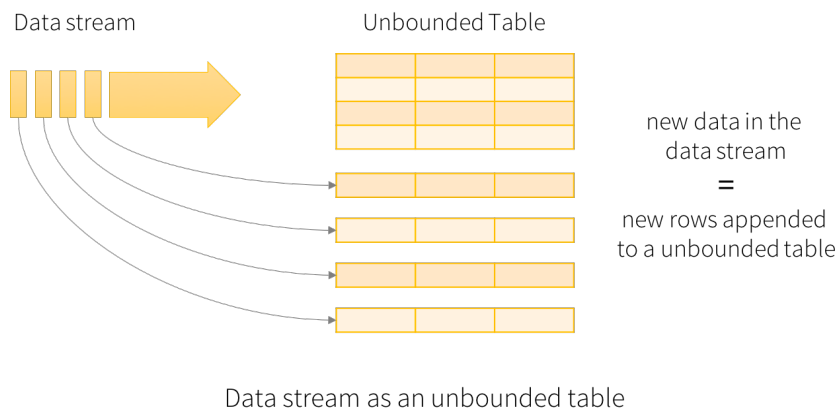 Data stream
Unbounded Table
new data in the
data stream
=
new rows appended
to a unbounded table
Data stream as an unbounded table